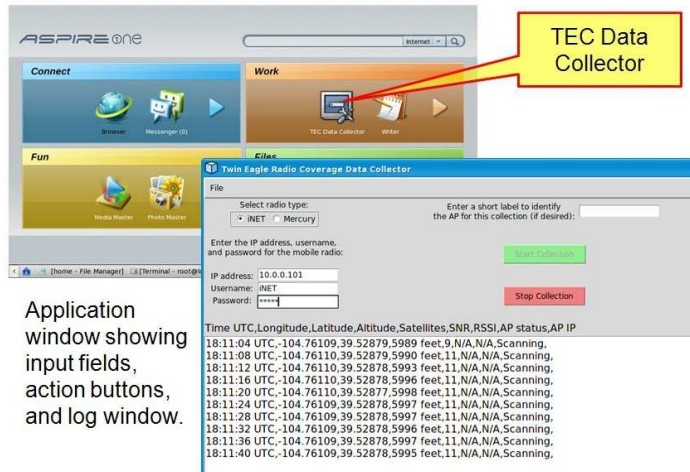 ASPIRE one
Internet
TEC Data
Collector
Connect
Work
Browser
Messenger (0)
TEC Data Collector
Writer
Fun
Files
Media Master
Photo Master
Twin Eagle Radio Coverage Data Collector
File
Select radio type:
iNET
Mercury
Enter a short label to identify
the AP for this collection (if desired):
Enter the IP address, username,
and password for the mobile radio:
Start Collection
IP address: 10.0.0.101
Username: iNET
Password: *****
Stop Collection
[home - File Manager]
[Terminal - root@
Application
window showing
input fields,
action buttons,
and log window.
Time UTC,Longitude,Latitude,Altitude,Satellites,SNR,RSSI,AP status,AP IP
18:11:04 UTC,-104.76109,39.52879,5989 feet,9,N/A,N/A,Scanning,
18:11:08 UTC,-104.76110,39.52879,5990 feet,11,N/A,N/A,Scanning,
18:11:12 UTC,-104.76110,39.52878,5993 feet,11,N/A,N/A,Scanning,
18:11:16 UTC,-104.76110,39.52878,5996 feet,11,N/A,N/A,Scanning,
18:11:20 UTC,-104.76110,39.52877,5998 feet,11,N/A,N/A,Scanning,
18:11:24 UTC,-104.76109,39.52878,5997 feet,11,N/A,N/A,Scanning,
18:11:28 UTC,-104.76109,39.52878,5997 feet,11,N/A,N/A,Scanning,
18:11:32 UTC,-104.76109,39.52878,5996 feet,11,N/A,N/A,Scanning,
18:11:36 UTC,-104.76109,39.52878,5997 feet,11,N/A,N/A,Scanning,
18:11:40 UTC,-104.76109,39.52878,5995 feet,11,N/A,N/A,Scanning,